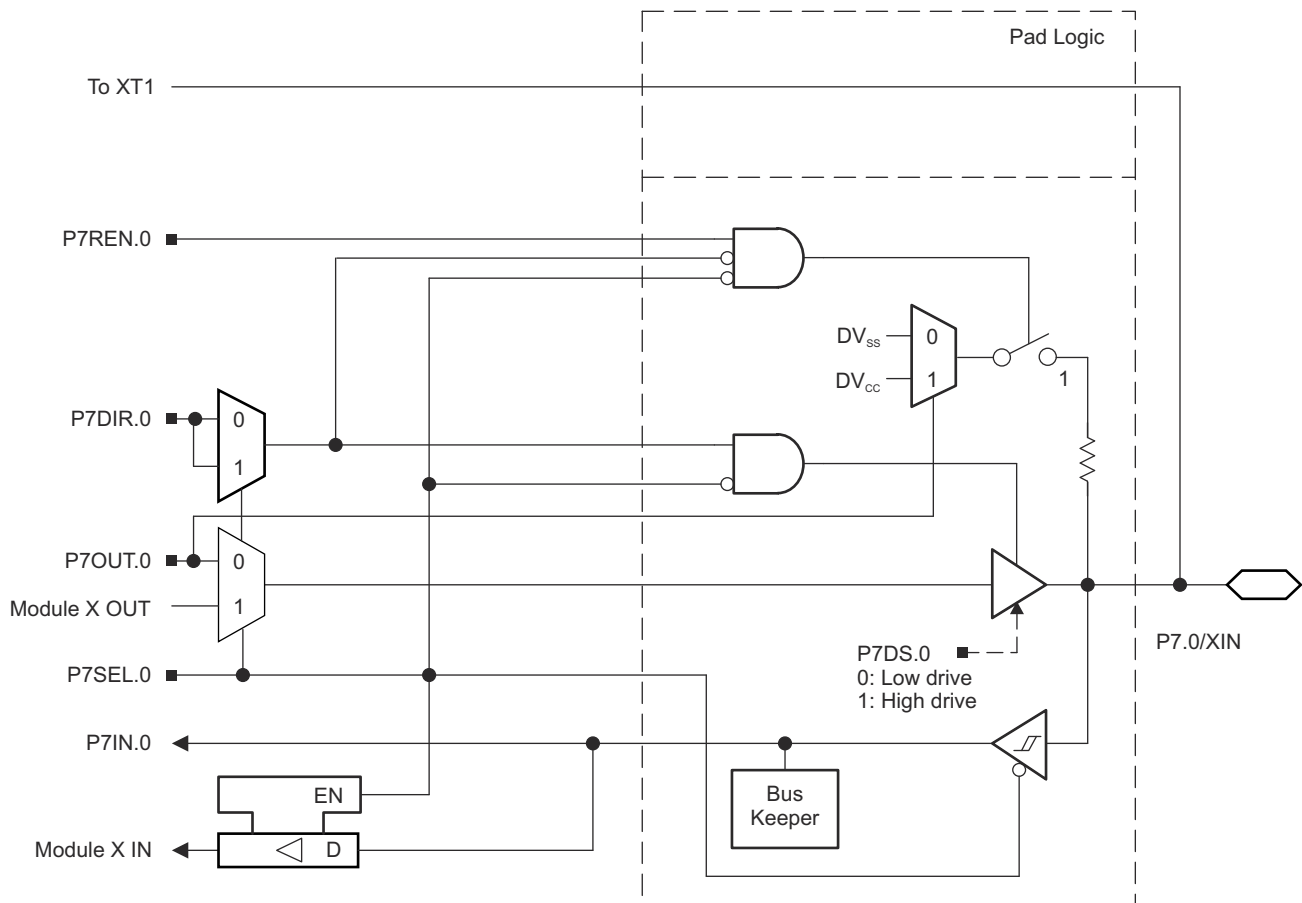 Pad Logic
To XT1
P7REN.0
DVSS
0
DVCC
1
1
P7DIR.0
0
1
P7OUT.0
0
Module X OUT
1
P7DS.0
0: Low drive
1: High drive
P7.0/XIN
P7SEL.0
P7IN.0
EN
Bus
Keeper
Module X IN
D